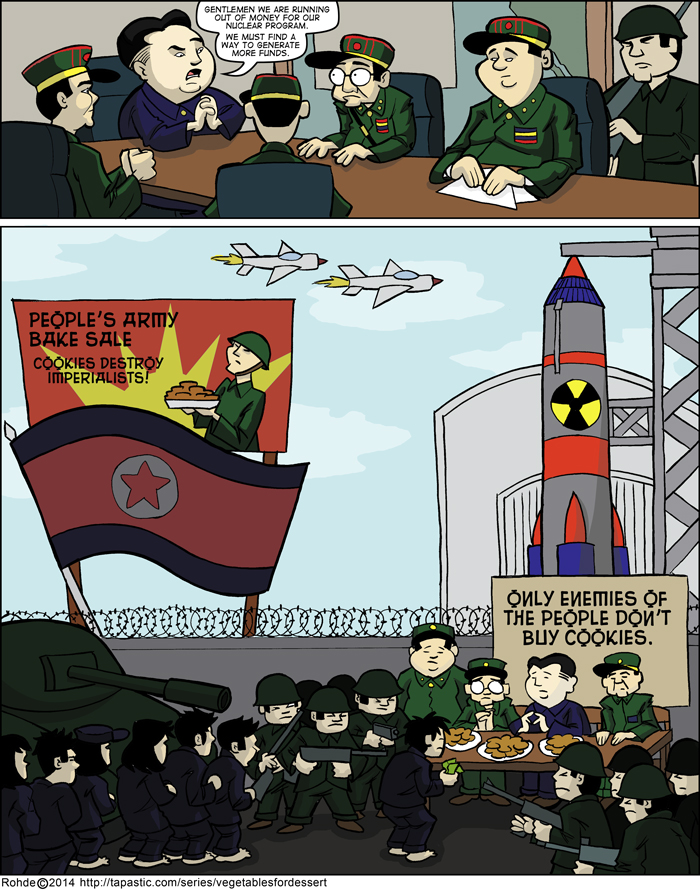 GENTLEMEN WE ARE RUNNING
OUT OF MONEY FOR OUR
NUCLEAR PROGRAM.
WE MUST FIND A
WAY TO GENERATE
MORE FUNDS.
PEOPLE'S ARMY
BAKE SALE
COOKIES DESTROY
IMPERIALISTS!
ONLY ENEMIES OF
THE PEOPLE DON'T
BUY COOKIES.
Rohde©2014 http://tapastic.com/series/vegetablesfordessert